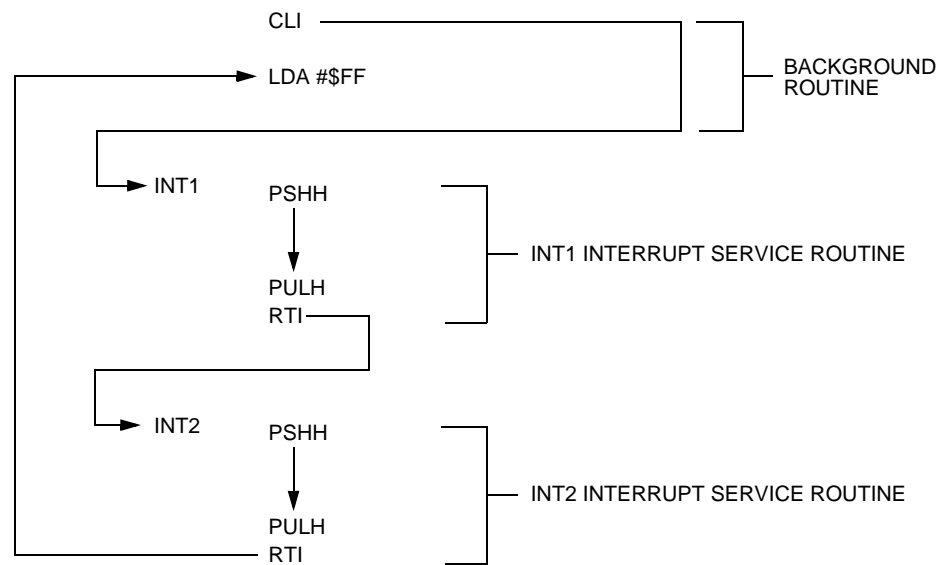 CLI
LDA #$FF
BACKGROUND
ROUTINE
INT1
PSHH
INT1 INTERRUPT SERVICE ROUTINE
PULH
RTI
INT2
PSHH
INT2 INTERRUPT SERVICE ROUTINE
PULH
RTI